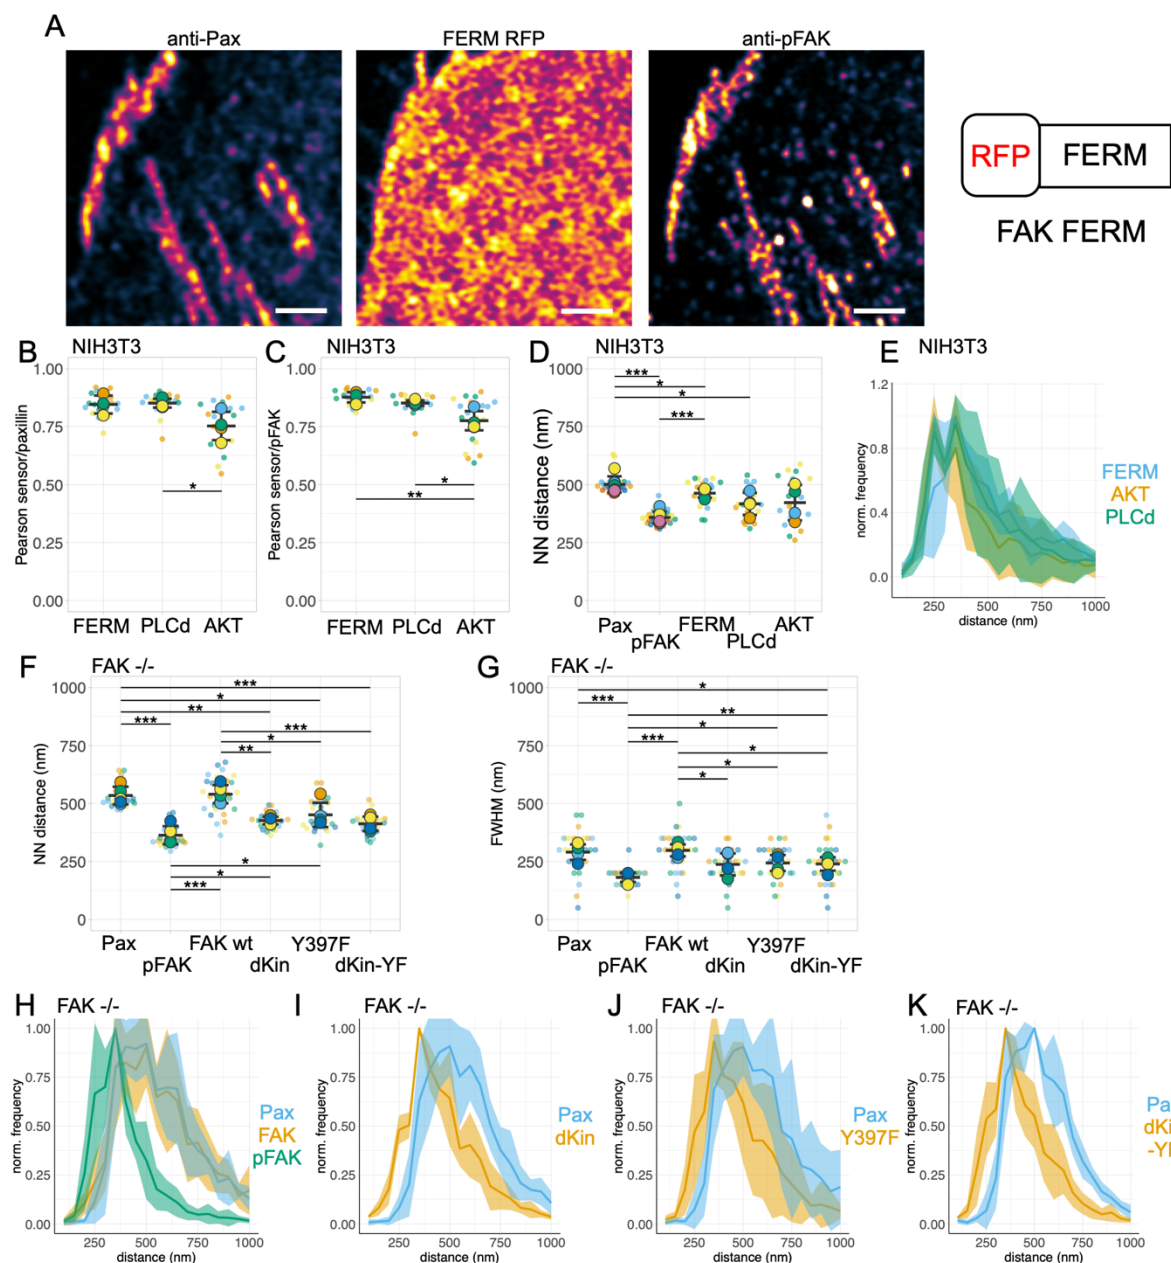 A
anti-Pax
FERM RFP
anti-pFAK
RFP
FERM
FAK FERM
B
NIH3T3
Pearson sensor/paxillin
1.00
0.75
0.50
0.25
0.00
FERM PLCd AKT
*
C
NIH3T3
Pearson sensor/pFAK
1.00
0.75
0.50
0.25
0.00
FERM PLCd AKT
*
**
D
NIH3T3
NN distance (nm)
1000
750
500
250
0
***
*
*
***
Pax
pFAK
FERM
PLCd
AKT
E
NIH3T3
norm. frequency
1.2
0.8
0.4
0.0
250 500 750 1000
distance (nm)
FERM
AKT
PLCd
F
FAK -/-
NN distance (nm)
1000
750
500
250
0
***
*
**
***
***
*
**
*
*
***
Pax
pFAK
FAK wt
dKin
Y397F
dKin-YF
G
FAK -/-
FWHM (nm)
1000
750
500
250
0
*
***
**
*
***
*
*
*
Pax
pFAK
FAK wt
dKin
Y397F
dKin-YF
H
FAK -/-
norm. frequency
1.00
0.75
0.50
0.25
0.00
250 500 750 1000
distance (nm)
Pax
FAK
pFAK
I
FAK -/-
norm. frequency
1.00
0.75
0.50
0.25
0.00
250 500 750 1000
distance (nm)
Pax
dKin
J
FAK -/-
norm. frequency
1.00
0.75
0.50
0.25
0.00
250 500 750 1000
distance (nm)
Pax
Y397F
K
FAK -/-
norm. frequency
1.00
0.75
0.50
0.25
0.00
250 500 750 1000
distance (nm)
Pa
dKi
-Y